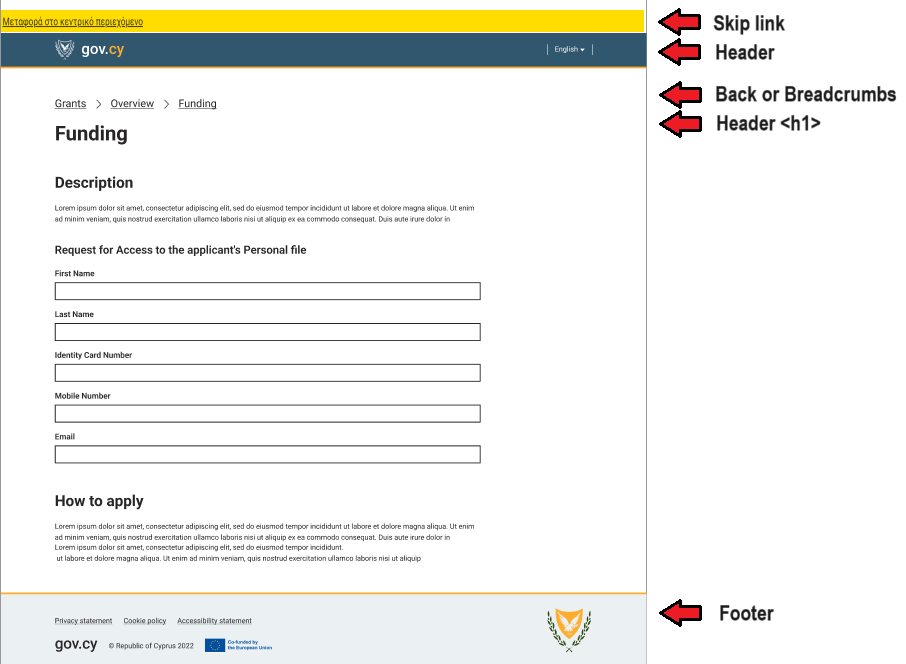 Μεταφορά στο κεντρικό περιεχόμενο
Skip link
gov.cy
English
Header
Grants > Overview > Funding
Back or Breadcrumbs
Funding
Header <h1>
Description
Lorem ipsum dolor sit amet, consectetur adipiscing elit, sed do eiusmod tempor incididunt ut labore et dolore magna aliqua. Ut enim
ad minim veniam, quis nostrud exercitation ullamco laboris nisi ut aliquip ex ea commodo consequat. Duis aute irure dolor in
Request for Access to the applicant's Personal file
First Name
Last Name
Identity Card Number
Mobile Number
Email
How to apply
Lorem ipsum dolor sit amet, consectetur adipiscing elit, sed do eiusmod tempor incididunt ut labore et dolore magna aliqua. Ut enim
ad minim veniam, quis nostrud exercitation ullamco laboris nisi ut aliquip ex ea commodo consequat. Duis aute irure dolor in
Lorem ipsum dolor sit amet, consectetur adipiscing elit, sed do eiusmod tempor incididunt.
ut labore et dolore magna aliqua. Ut enim ad minim veniam, quis nostrud exercitation ullamco laboris nisi ut aliquip
Footer
Privacy statement Cookie policy Accessibility statement
gov.cy © Republic of Cyprus 2022
Co-funded by
the European Union